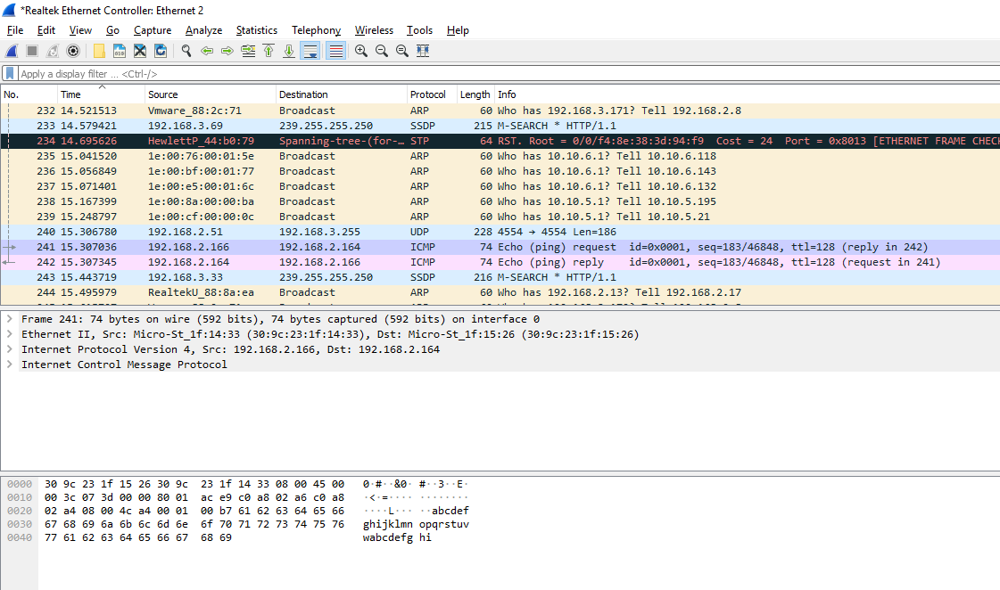 *Realtek Ethernet Controller: Ethernet 2
File Edit View Go Capture Analyze Statistics Telephony Wireless Tools Help
Apply a display filter ... <Ctrl-/>
No. Time Source Destination Protocol Length Info
232 14.521513 Vmware_88:2c:71 Broadcast ARP 60 Who has 192.168.3.171? Tell 192.168.2.8
233 14.579421 192.168.3.69 239.255.255.250 SSDP 215 M-SEARCH * HTTP/1.1
234 14.695626 HewlettP_44:b0:79 Spanning-tree-(for-… STP 64 RST. Root = 0/0/f4:8e:38:3d:94:f9 Cost = 24 Port = 0x8013 [ETHERNET FRAME CHEC
235 15.041520 1e:00:76:00:01:5e Broadcast ARP 60 Who has 10.10.6.1? Tell 10.10.6.118
236 15.056849 1e:00:bf:00:01:77 Broadcast ARP 60 Who has 10.10.6.1? Tell 10.10.6.143
237 15.071401 1e:00:e5:00:01:6c Broadcast ARP 60 Who has 10.10.6.1? Tell 10.10.6.132
238 15.167399 1e:00:8a:00:00:ba Broadcast ARP 60 Who has 10.10.5.1? Tell 10.10.5.195
239 15.248797 1e:00:cf:00:00:0c Broadcast ARP 60 Who has 10.10.5.1? Tell 10.10.5.21
240 15.306780 192.168.2.51 192.168.3.255 UDP 228 4554 → 4554 Len=186
241 15.307036 192.168.2.166 192.168.2.164 ICMP 74 Echo (ping) request id=0x0001, seq=183/46848, ttl=128 (reply in 242)
242 15.307345 192.168.2.164 192.168.2.166 ICMP 74 Echo (ping) reply id=0x0001, seq=183/46848, ttl=128 (request in 241)
243 15.443719 192.168.3.33 239.255.255.250 SSDP 216 M-SEARCH * HTTP/1.1
244 15.495979 RealtekU_88:8a:ea Broadcast ARP 60 Who has 192.168.2.13? Tell 192.168.2.17
Frame 241: 74 bytes on wire (592 bits), 74 bytes captured (592 bits) on interface 0
Ethernet II, Src: Micro-St_1f:14:33 (30:9c:23:1f:14:33), Dst: Micro-St_1f:15:26 (30:9c:23:1f:15:26)
Internet Protocol Version 4, Src: 192.168.2.166, Dst: 192.168.2.164
Internet Control Message Protocol
0000 30 9c 23 1f 15 26 30 9c 23 1f 14 33 08 00 45 00 0·#··&0· #··3··E·
0010 00 3c 07 3d 00 00 80 01 ac e9 c0 a8 02 a6 c0 a8 ·<·=···· ········
0020 02 a4 08 00 4c a4 00 01 00 b7 61 62 63 64 65 66 ····L··· ··abcdef
0030 67 68 69 6a 6b 6c 6d 6e 6f 70 71 72 73 74 75 76 ghijklmn opqrstuv
0040 77 61 62 63 64 65 66 67 68 69 wabcdefg hi